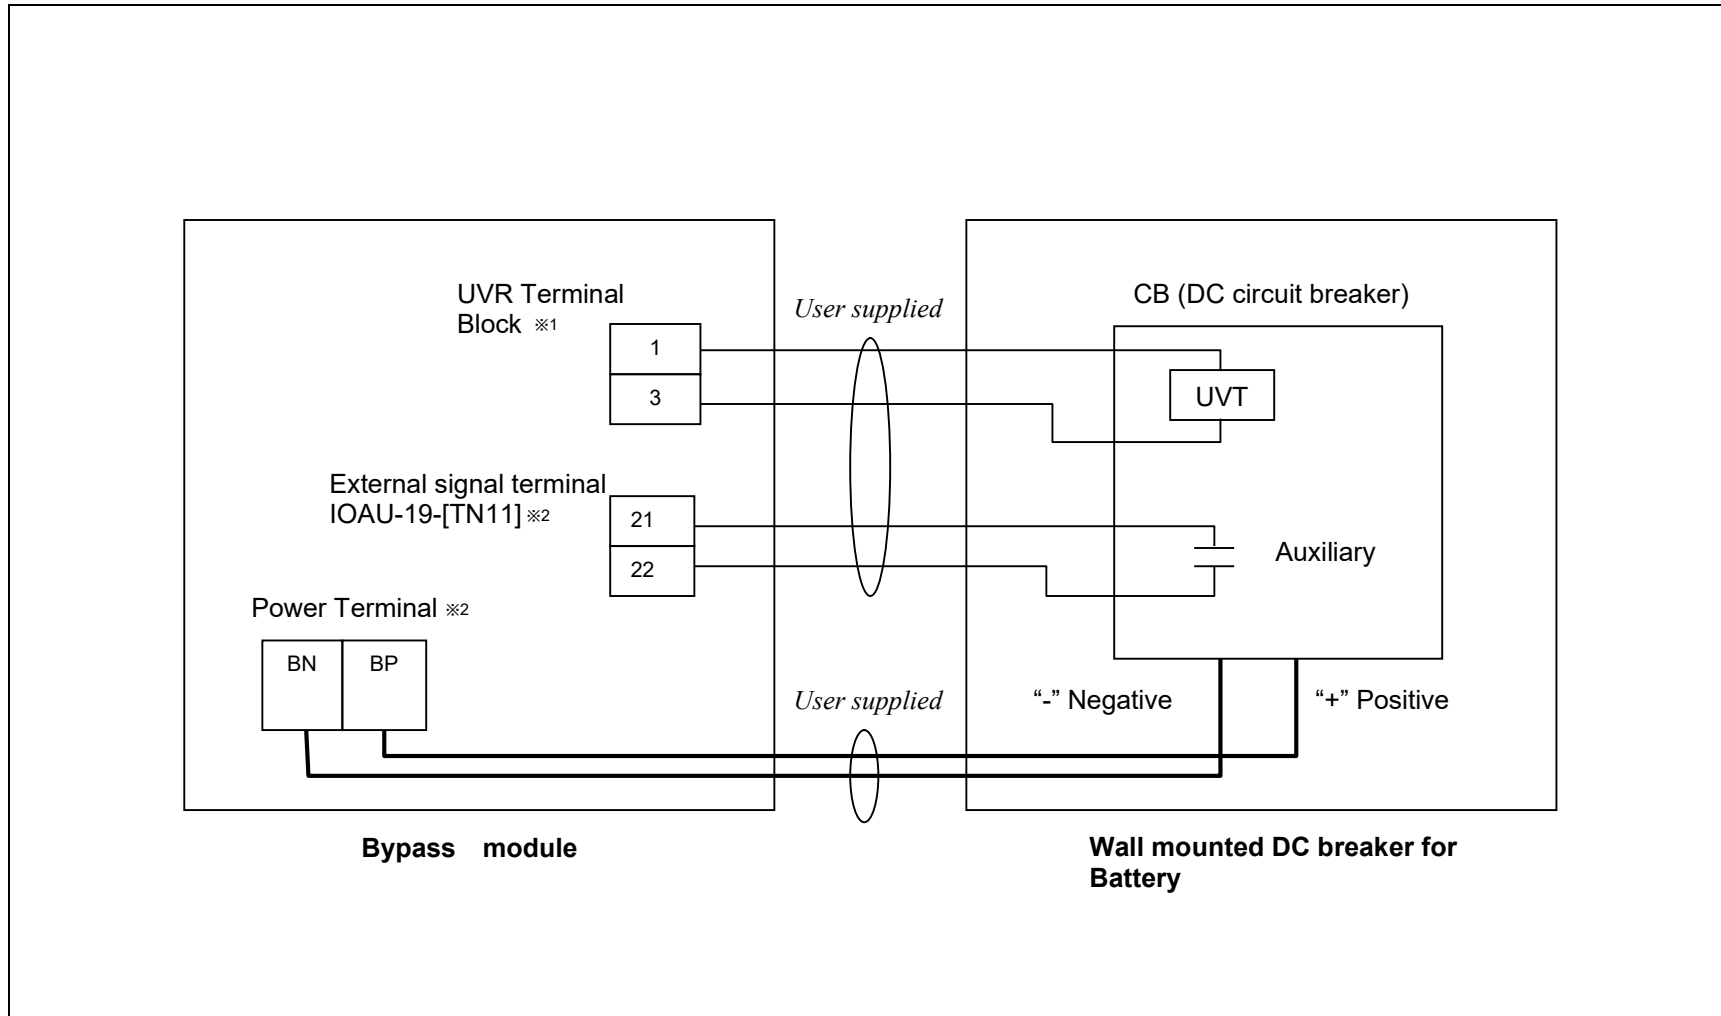 UVR Terminal
Block ※1
1
3
User supplied
CB (DC circuit breaker)
UVT
External signal terminal
IOAU-19-[TN11] ※2
21
22
Auxiliary
Power Terminal ※2
BN BP
User supplied
“-” Negative
“+” Positive
Bypass module
Wall mounted DC breaker for
Battery